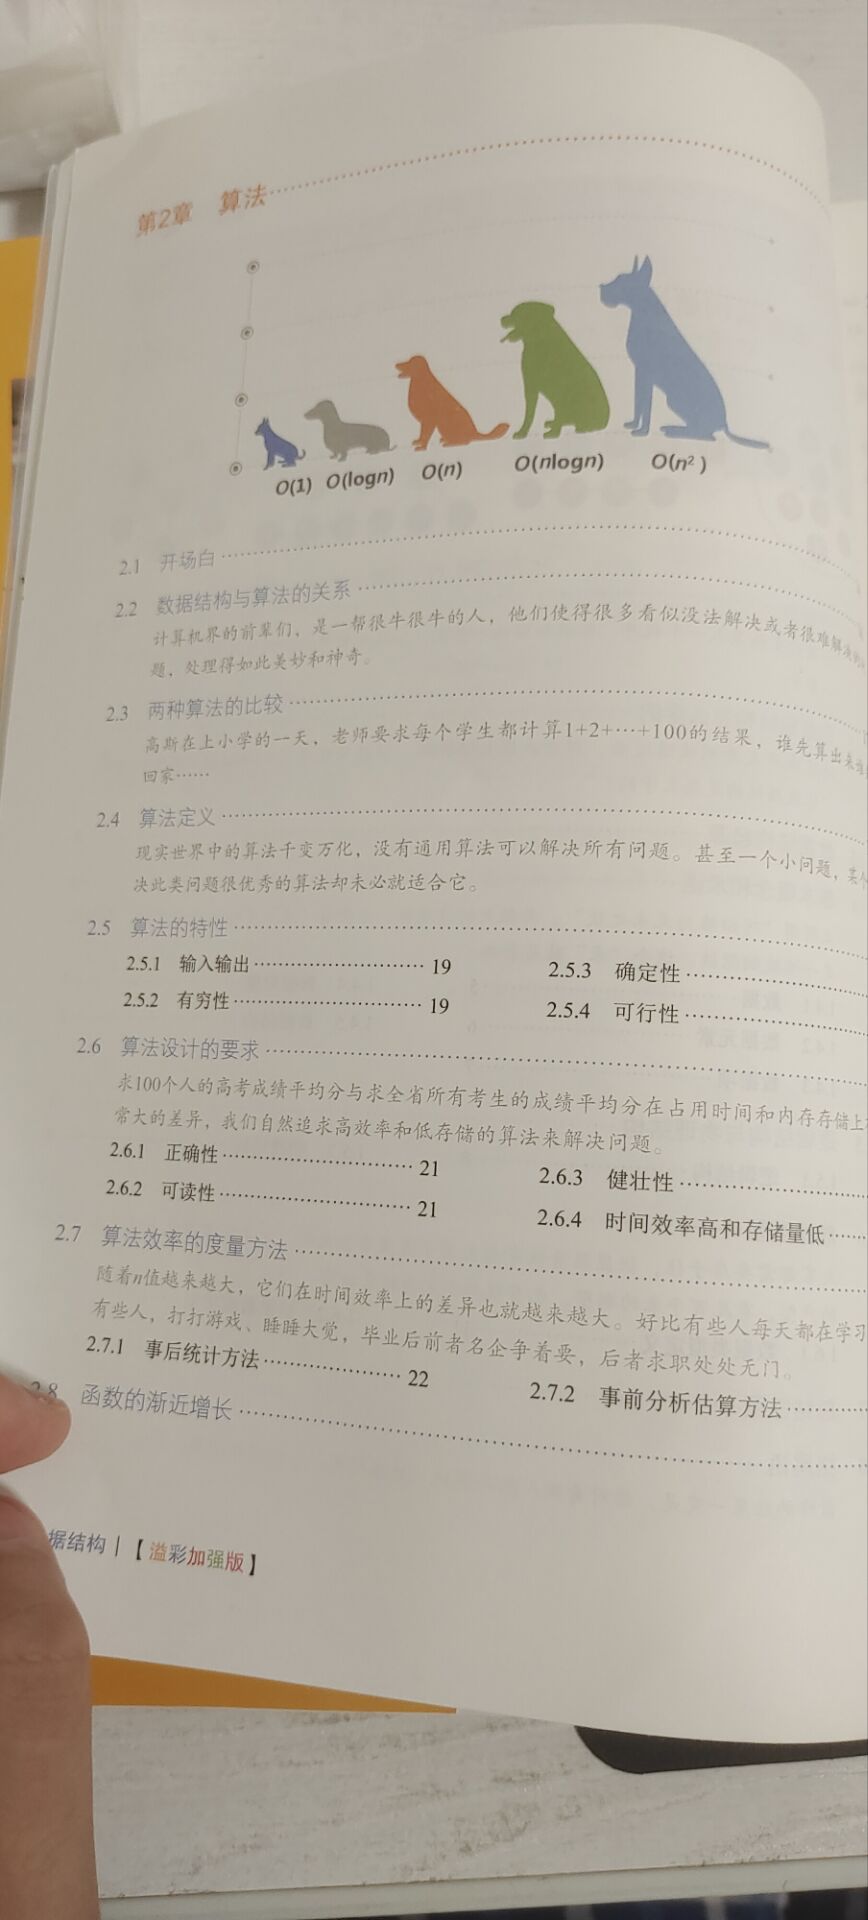 第2章 算法
O(1) O(logn) O(n) O(nlogn) O(n²)
2.1 开场白
2.2 数据结构与算法的关系
计算机界的前辈们，是一帮很牛很牛的人，他们使得很多看似没法解决或者很难解决的
题，处理得如此美妙和神奇。
2.3 两种算法的比较
高斯在上小学的一天，老师要求每个学生都计算1+2+…+100的结果，谁先算出来谁
回家……
2.4 算法定义
现实世界中的算法千变万化，没有通用算法可以解决所有问题。甚至一个小问题，某
决此类问题很优秀的算法却未必就适合它。
2.5 算法的特性
2.5.1 输入输出 19 2.5.3 确定性
2.5.2 有穷性 19 2.5.4 可行性
2.6 算法设计的要求
求100个人的高考成绩平均分与求全省所有考生的成绩平均分在占用时间和内存存储上
常大的差异，我们自然追求高效率和低存储的算法来解决问题。
2.6.1 正确性 21 2.6.3 健壮性
2.6.2 可读性 21 2.6.4 时间效率高和存储量低
2.7 算法效率的度量方法
随着n值越来越大，它们在时间效率上的差异也就越来越大。好比有些人每天都在学习
有些人，打打游戏、睡睡大觉，毕业后前者名企争着要，后者求职处处无门。
2.7.1 事后统计方法 22 2.7.2 事前分析估算方法
2.8 函数的渐近增长
据结构 | 【溢彩加强版】